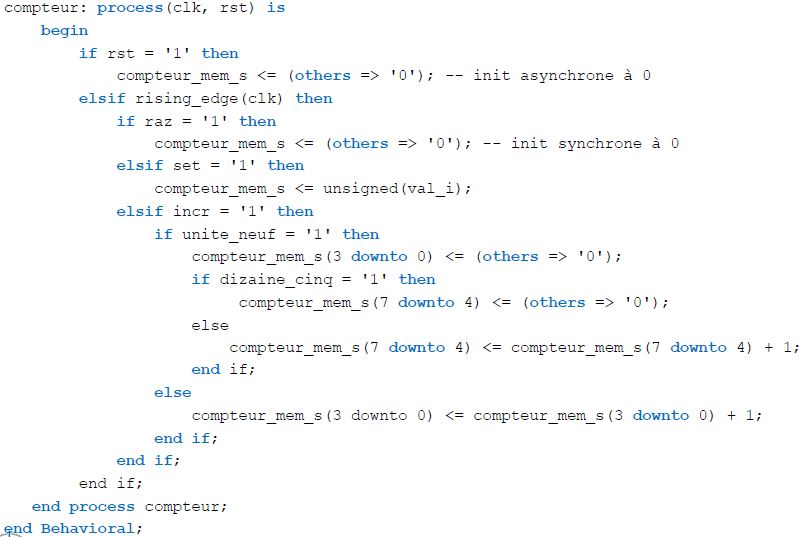 compteur: process(clk, rst) is
begin
if rst = '1' then
compteur_mem_s <= (others => '0'); -- init asynchrone à 0
elsif rising_edge(clk) then
if raz = '1' then
compteur_mem_s <= (others => '0'); -- init synchrone à 0
elsif set = '1' then
compteur_mem_s <= unsigned(val_i);
elsif incr = '1' then
if unite_neuf = '1' then
compteur_mem_s(3 downto 0) <= (others => '0');
if dizaine_cinq = '1' then
compteur_mem_s(7 downto 4) <= (others => '0');
else
compteur_mem_s(7 downto 4) <= compteur_mem_s(7 downto 4) + 1;
end if;
else
compteur_mem_s(3 downto 0) <= compteur_mem_s(3 downto 0) + 1;
end if;
end if;
end if;
end process compteur;
end Behavioral;